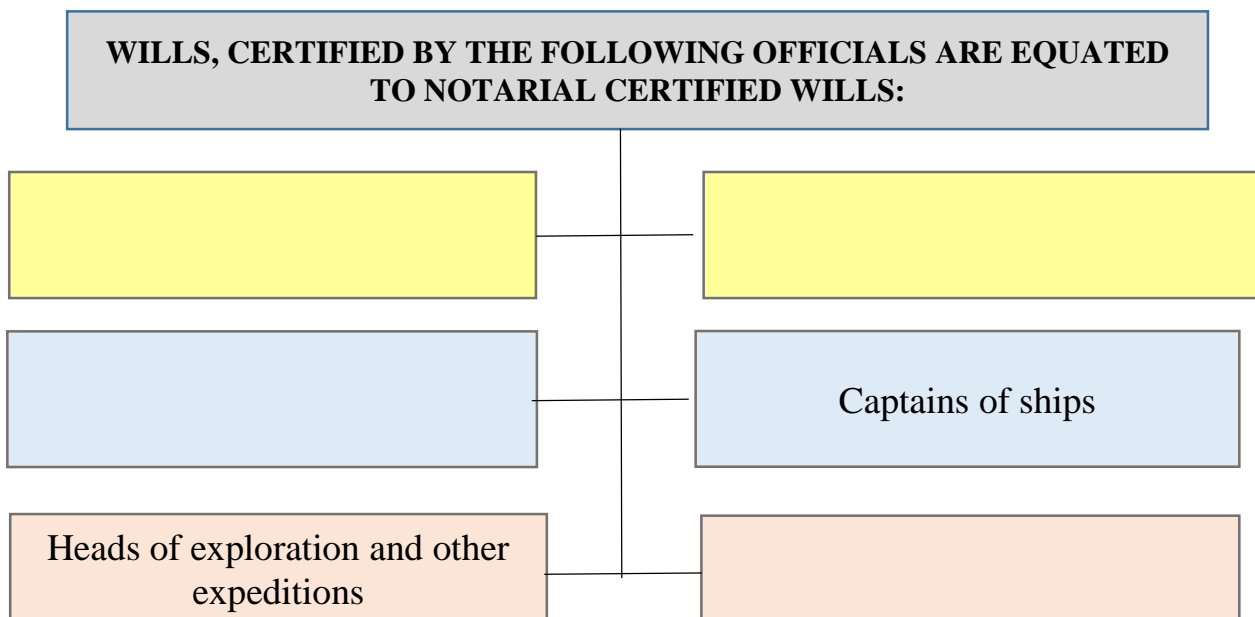 WILLS, CERTIFIED BY THE FOLLOWING OFFICIALS ARE EQUATED
TO NOTARIAL CERTIFIED WILLS:
Captains of ships
Heads of exploration and other
expeditions